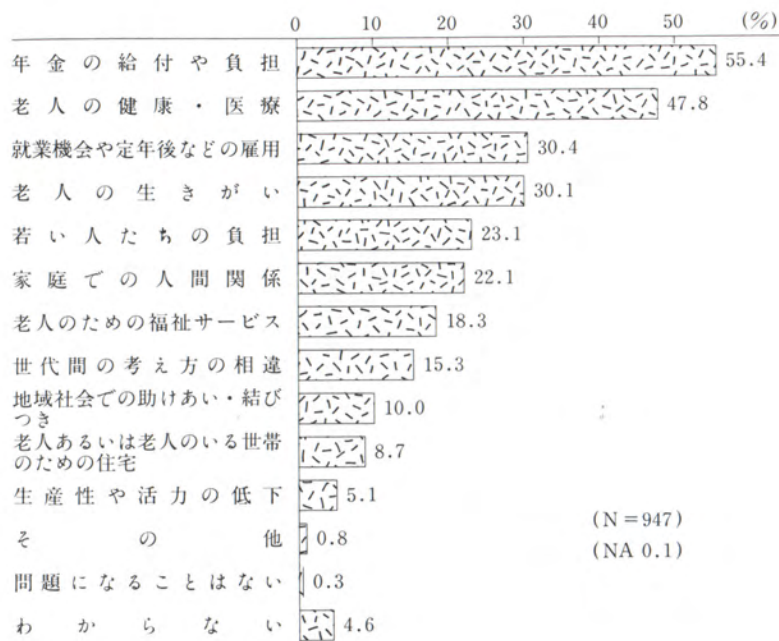 0 10 20 30 40 50 (%)
年金の給付や負担 55.4
老人の健康・医療 47.8
就業機会や定年後などの雇用 30.4
老人の生きがい 30.1
若い人たちの負担 23.1
家庭での人間関係 22.1
老人のための福祉サービス 18.3
世代間の考え方の相違 15.3
地域社会での助けあい・結び
つき 10.0
老人あるいは老人のいる世帯
のための住宅 8.7
生産性や活力の低下 5.1
その他 0.8
問題になることはない 0.3
わからない 4.6
(N=947)
(NA 0.1)